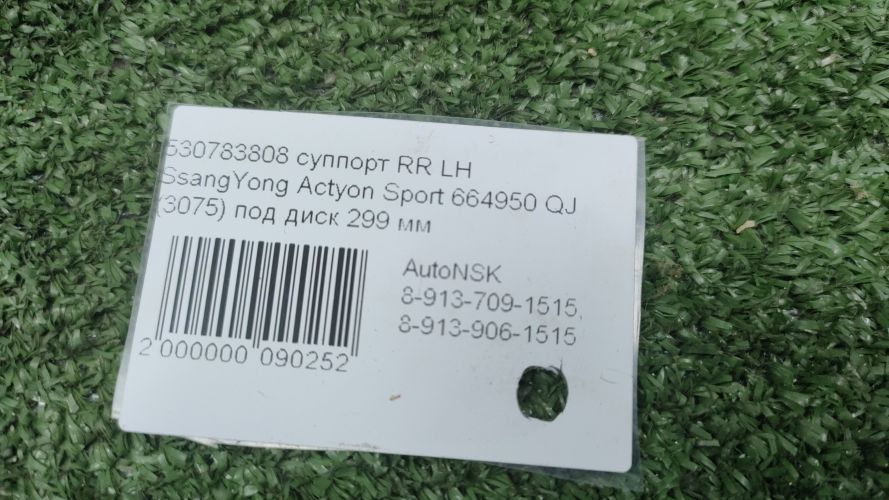 530783808 суппорт RR LH
SsangYong Actyon Sport 664950 QJ
(3075) под диск 299 мм
AutoNSK
8-913-709-1515,
8-913-906-1515
2 000000 090252